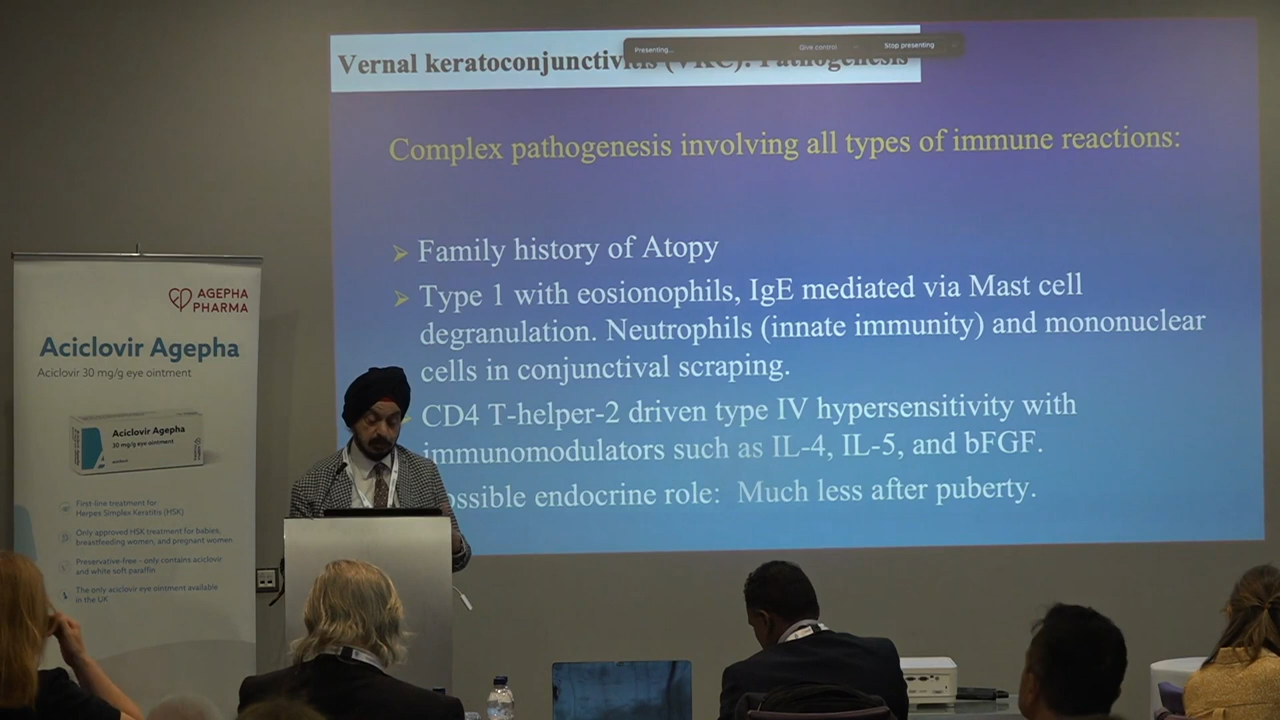 Presenting...
Give control
Stop presenting
Vernal keratoconjunctivitis (VKC): Pathogenesis
Complex pathogenesis involving all types of immune reactions:
Family history of Atopy
Type 1 with eosionophils, IgE mediated via Mast cell
degranulation. Neutrophils (innate immunity) and mononuclear
cells in conjunctival scraping.
CD4 T-helper-2 driven type IV hypersensitivity with
immunomodulators such as IL-4, IL-5, and bFGF.
ossible endocrine role: Much less after puberty.
AGEPHA
PHARMA
Aciclovir Agepha
Aciclovir 30 mg/g eye ointment
Aciclovir Agepha
30 mg/g eye ointment
First-line treatment for
Herpes Simplex Keratitis (HSK)
Only approved HSK treatment for babies,
breastfeeding women, and pregnant women.
Preservative-free - only contains aciclovir
and white soft paraffin
The only aciclovir eye ointment available
in the UK